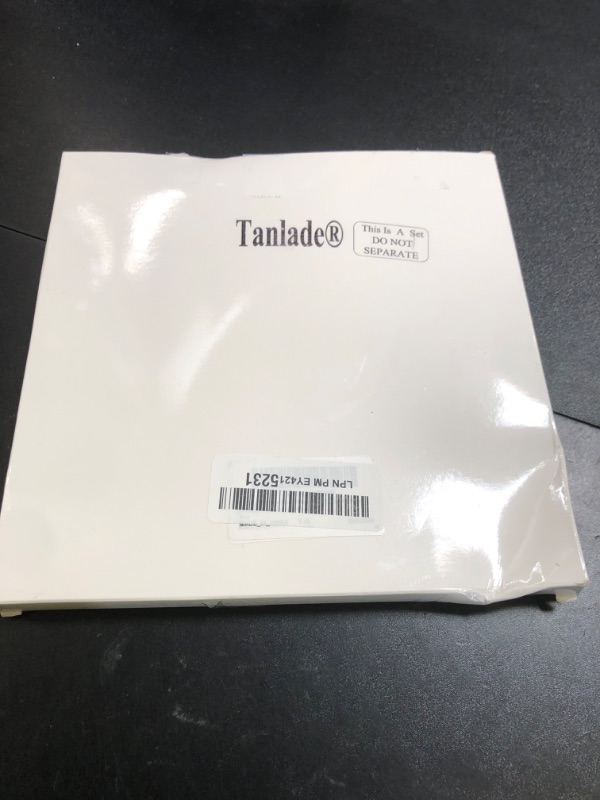 Tanlade®
This Is A Set
DO NOT
SEPARATE
LPN PM EY4215231